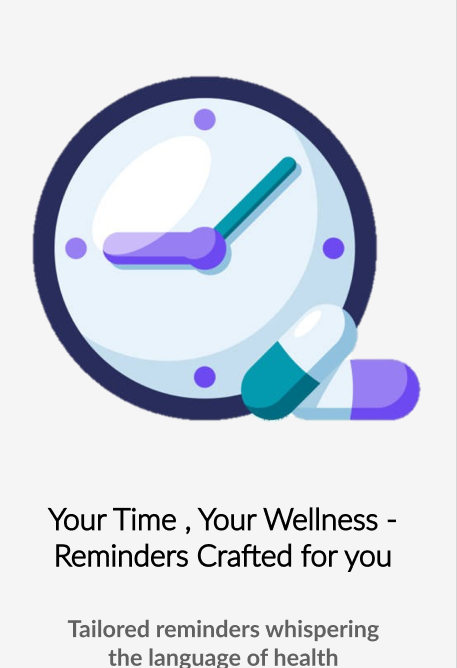 Your Time , Your Wellness -
Reminders Crafted for you
Tailored reminders whispering
the language of health